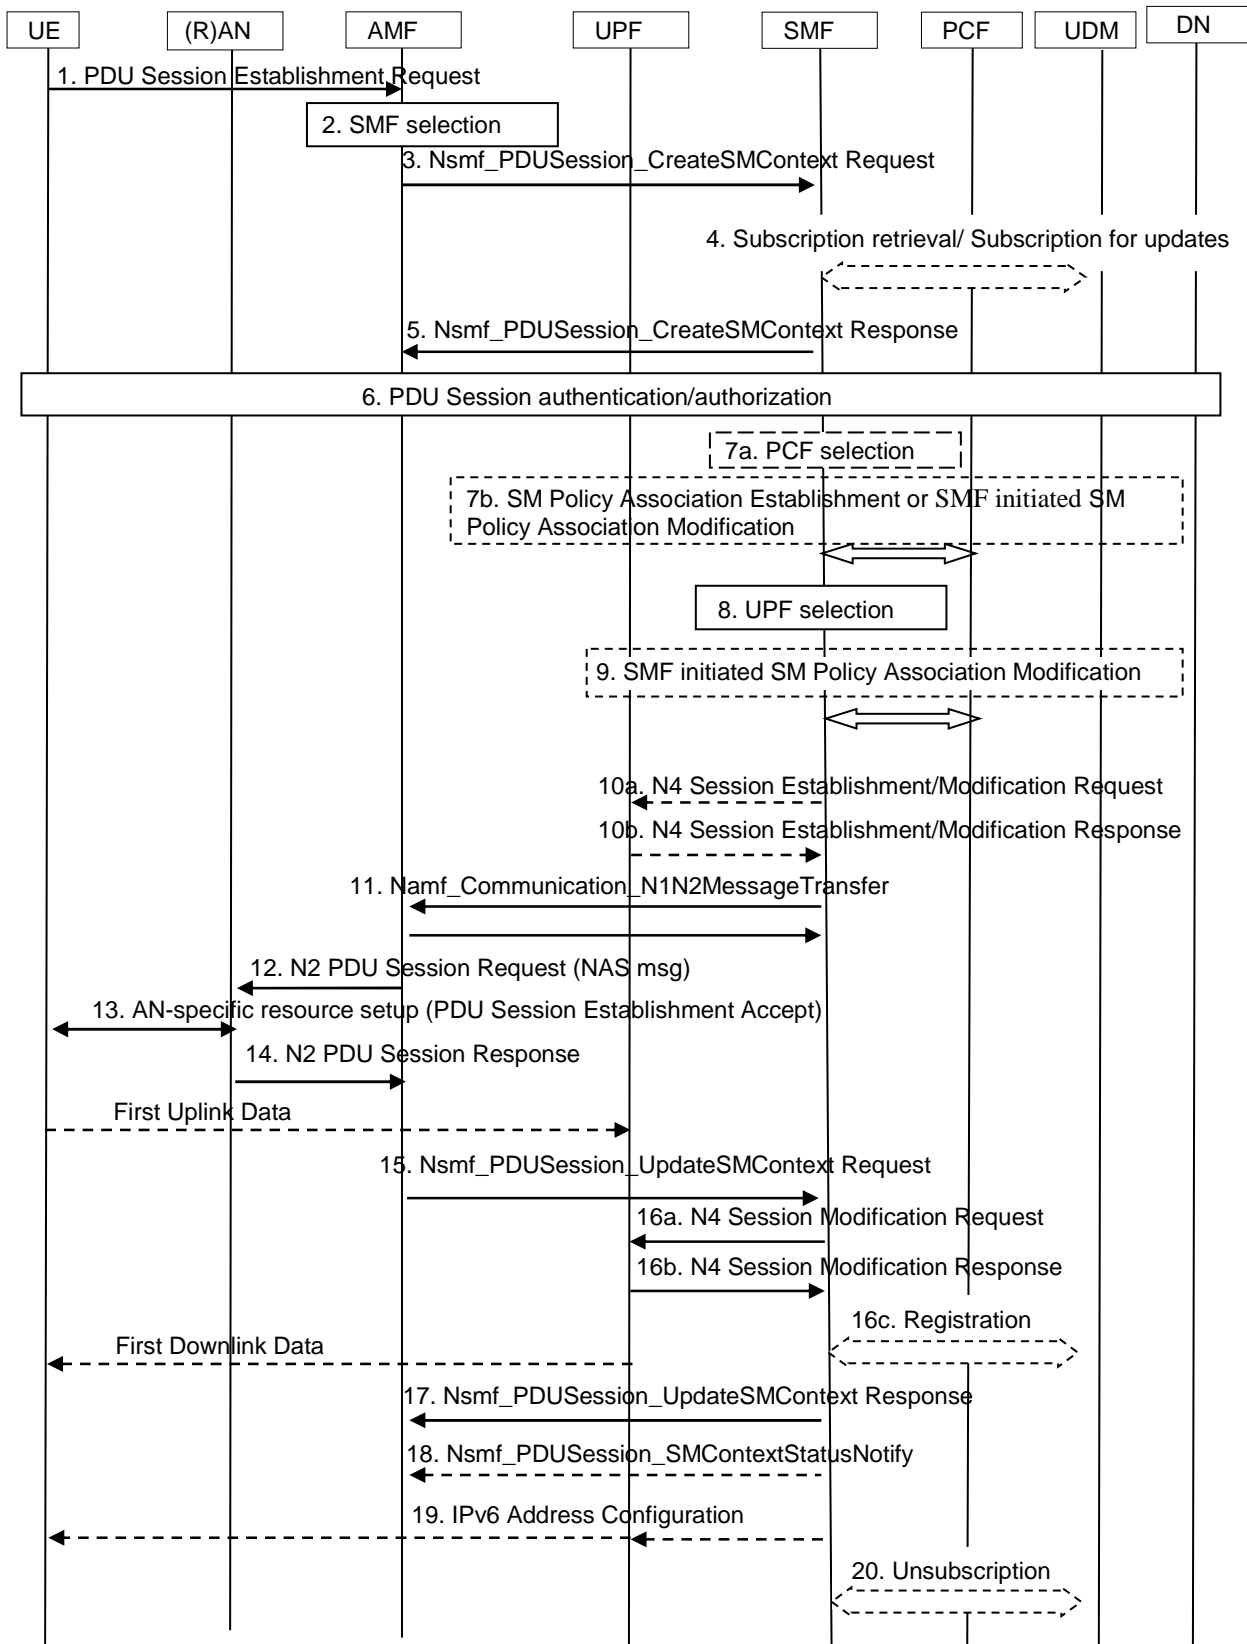 UE
(R)AN
AMF
UPF
SMF
PCF
UDM
DN
1. PDU Session Establishment Request
2. SMF selection
3. Nsmf_PDUSession_CreateSMContext Request
4. Subscription retrieval/ Subscription for updates
5. Nsmf_PDUSession_CreateSMContext Response
6. PDU Session authentication/authorization
7a. PCF selection
7b. SM Policy Association Establishment or SMF initiated SM
Policy Association Modification
8. UPF selection
9. SMF initiated SM Policy Association Modification
10a. N4 Session Establishment/Modification Request
10b. N4 Session Establishment/Modification Response
11. Namf_Communication_N1N2MessageTransfer
12. N2 PDU Session Request (NAS msg)
13. AN-specific resource setup (PDU Session Establishment Accept)
14. N2 PDU Session Response
First Uplink Data
15. Nsmf_PDUSession_UpdateSMContext Request
16a. N4 Session Modification Request
16b. N4 Session Modification Response
16c. Registration
First Downlink Data
17. Nsmf_PDUSession_UpdateSMContext Response
18. Nsmf_PDUSession_SMContextStatusNotify
19. IPv6 Address Configuration
20. Unsubscription